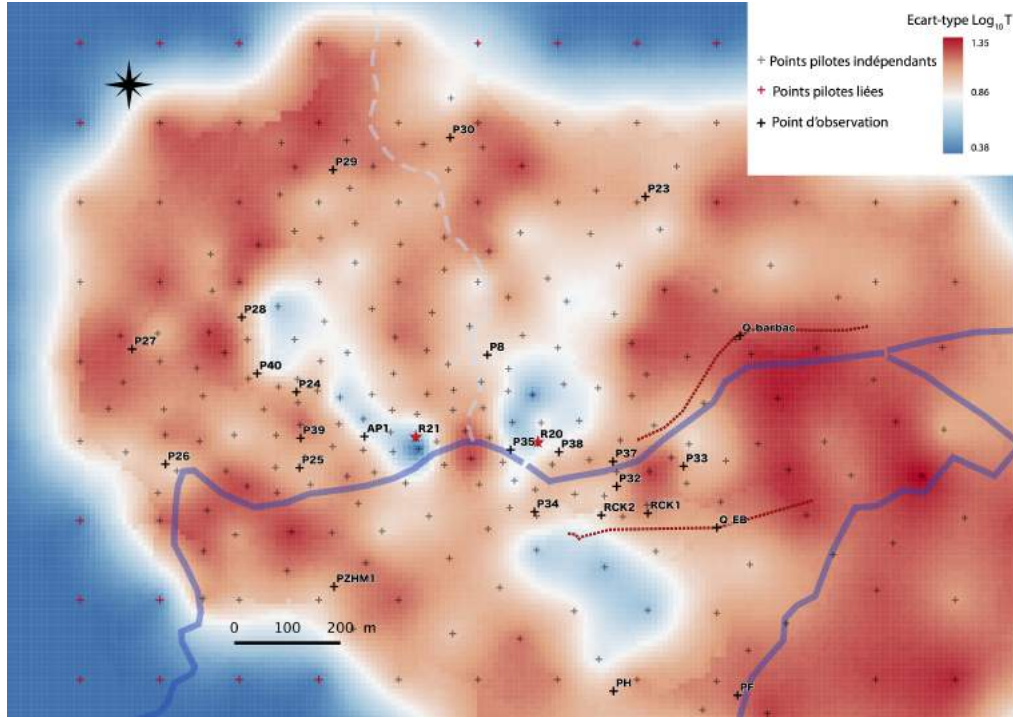 Ecart-type Log10T
1.35
0.86
0.38
Points pilotes indépendants
Points pilotes liées
Point d'observation
P30
P29
P23
P28
Q_barbac
P27
P8
P40
P24
AP1
R21
R20
P39
P35
P38
P26
P25
P37
P33
P32
P34
RCK2
RCK1
Q_EB
PZHM1
0 100 200 m
PH
PF